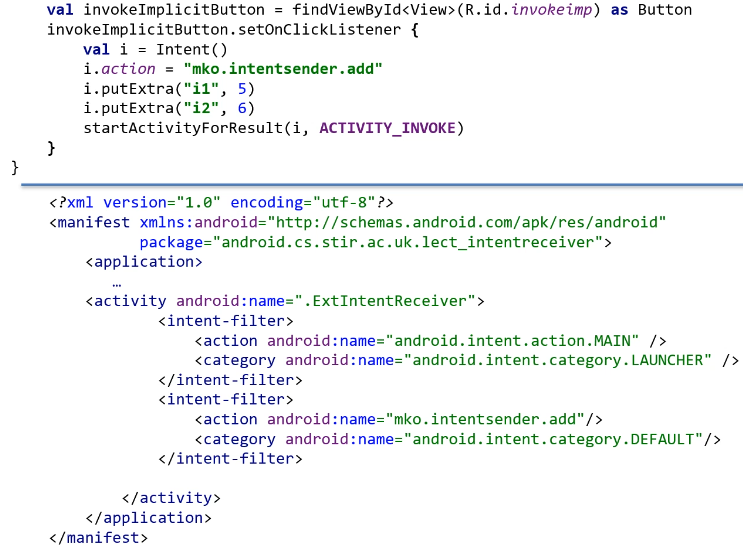 val invokeImplicitButton = findViewById<View>(R.id.invokeimp) as Button
invokeImplicitButton.setOnClickListener {
val i = Intent()
i.action = "mko.intentsender.add"
i.putExtra("i1", 5)
i.putExtra("i2", 6)
startActivityForResult(i, ACTIVITY_INVOKE)
}
}
<?xml version="1.0" encoding="utf-8"?>
<manifest xmlns:android="http://schemas.android.com/apk/res/android"
package="android.cs.stir.ac.uk.lect_intentreceiver">
<application>
…
<activity android:name=".ExtIntentReceiver">
<intent-filter>
<action android:name="android.intent.action.MAIN" />
<category android:name="android.intent.category.LAUNCHER" />
</intent-filter>
<intent-filter>
<action android:name="mko.intentsender.add"/>
<category android:name="android.intent.category.DEFAULT"/>
</intent-filter>
</activity>
</application>
</manifest>